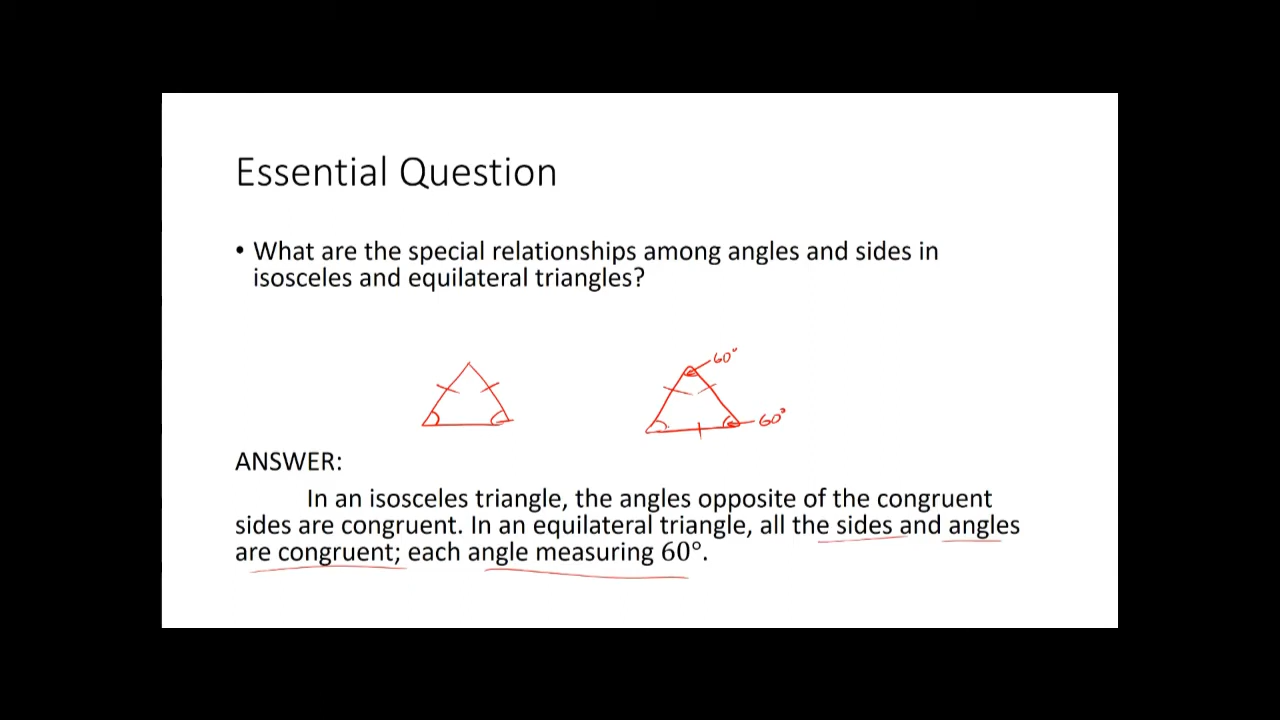 Essential Question
• What are the special relationships among angles and sides in
isosceles and equilateral triangles?
60°
60°
ANSWER:
In an isosceles triangle, the angles opposite of the congruent
sides are congruent. In an equilateral triangle, all the sides and angles
are congruent; each angle measuring 60°.